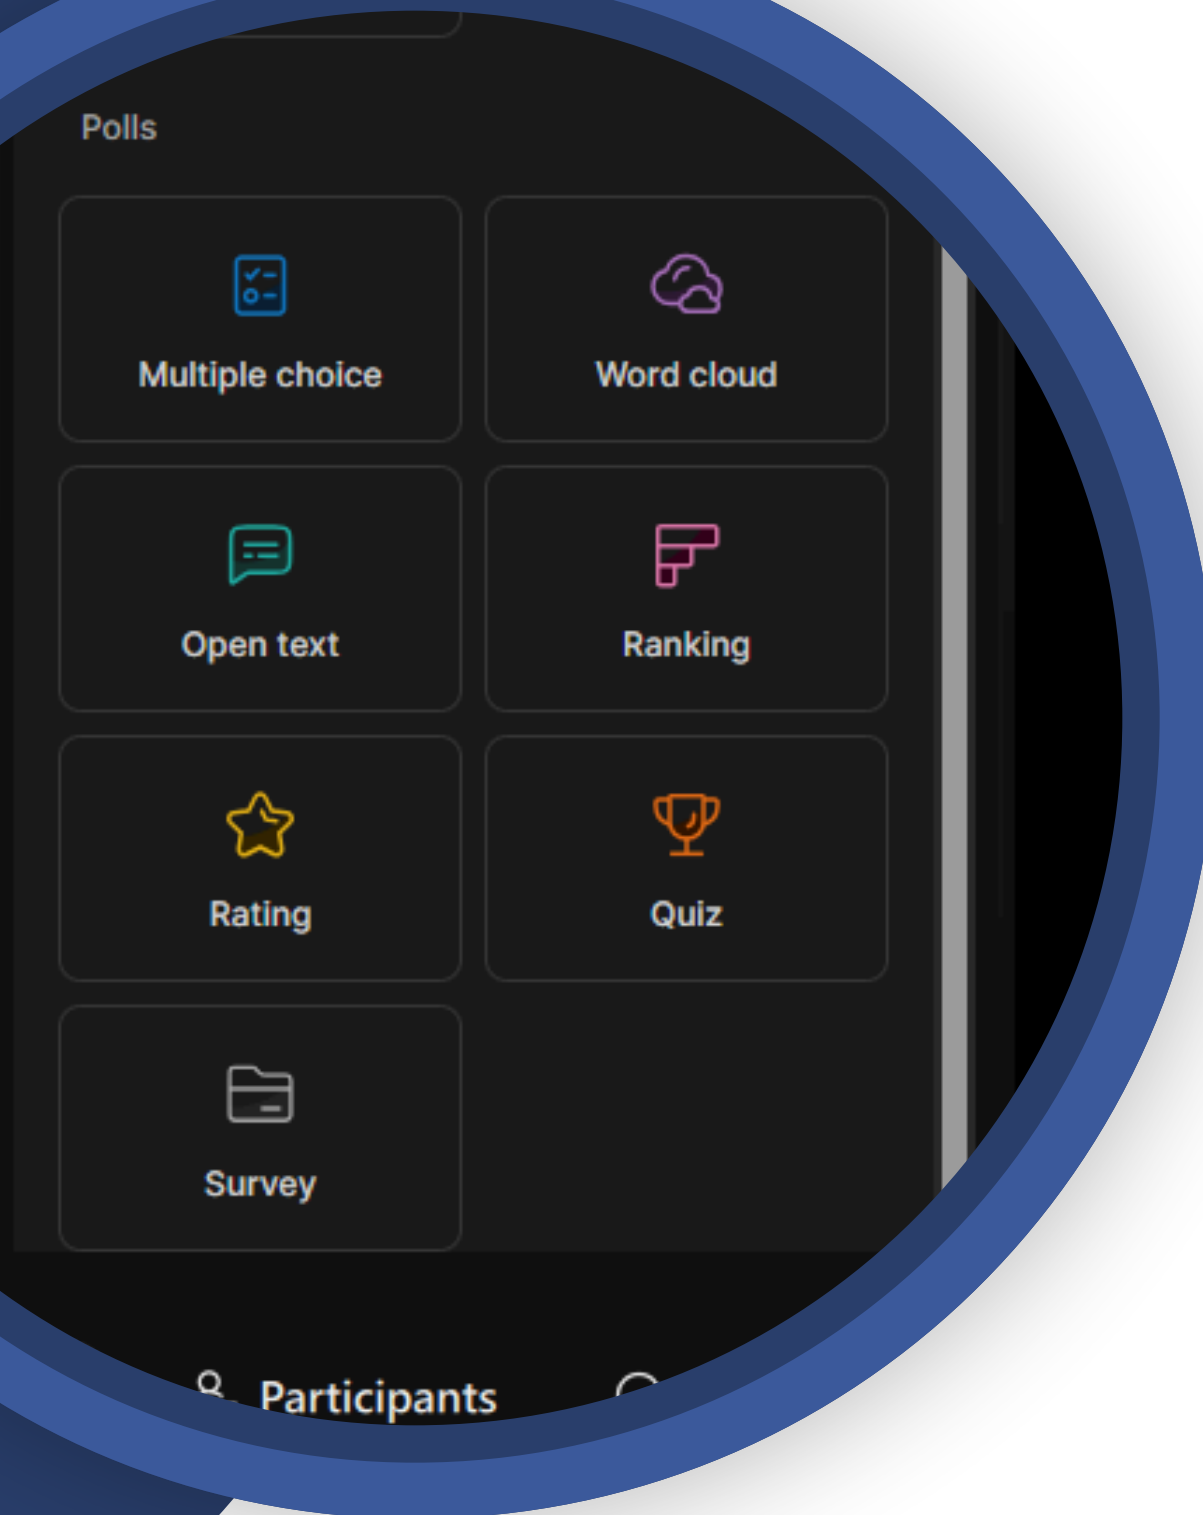 Polls
Multiple choice
Word cloud
Open text
Ranking
Rating
Quiz
Survey
Participants